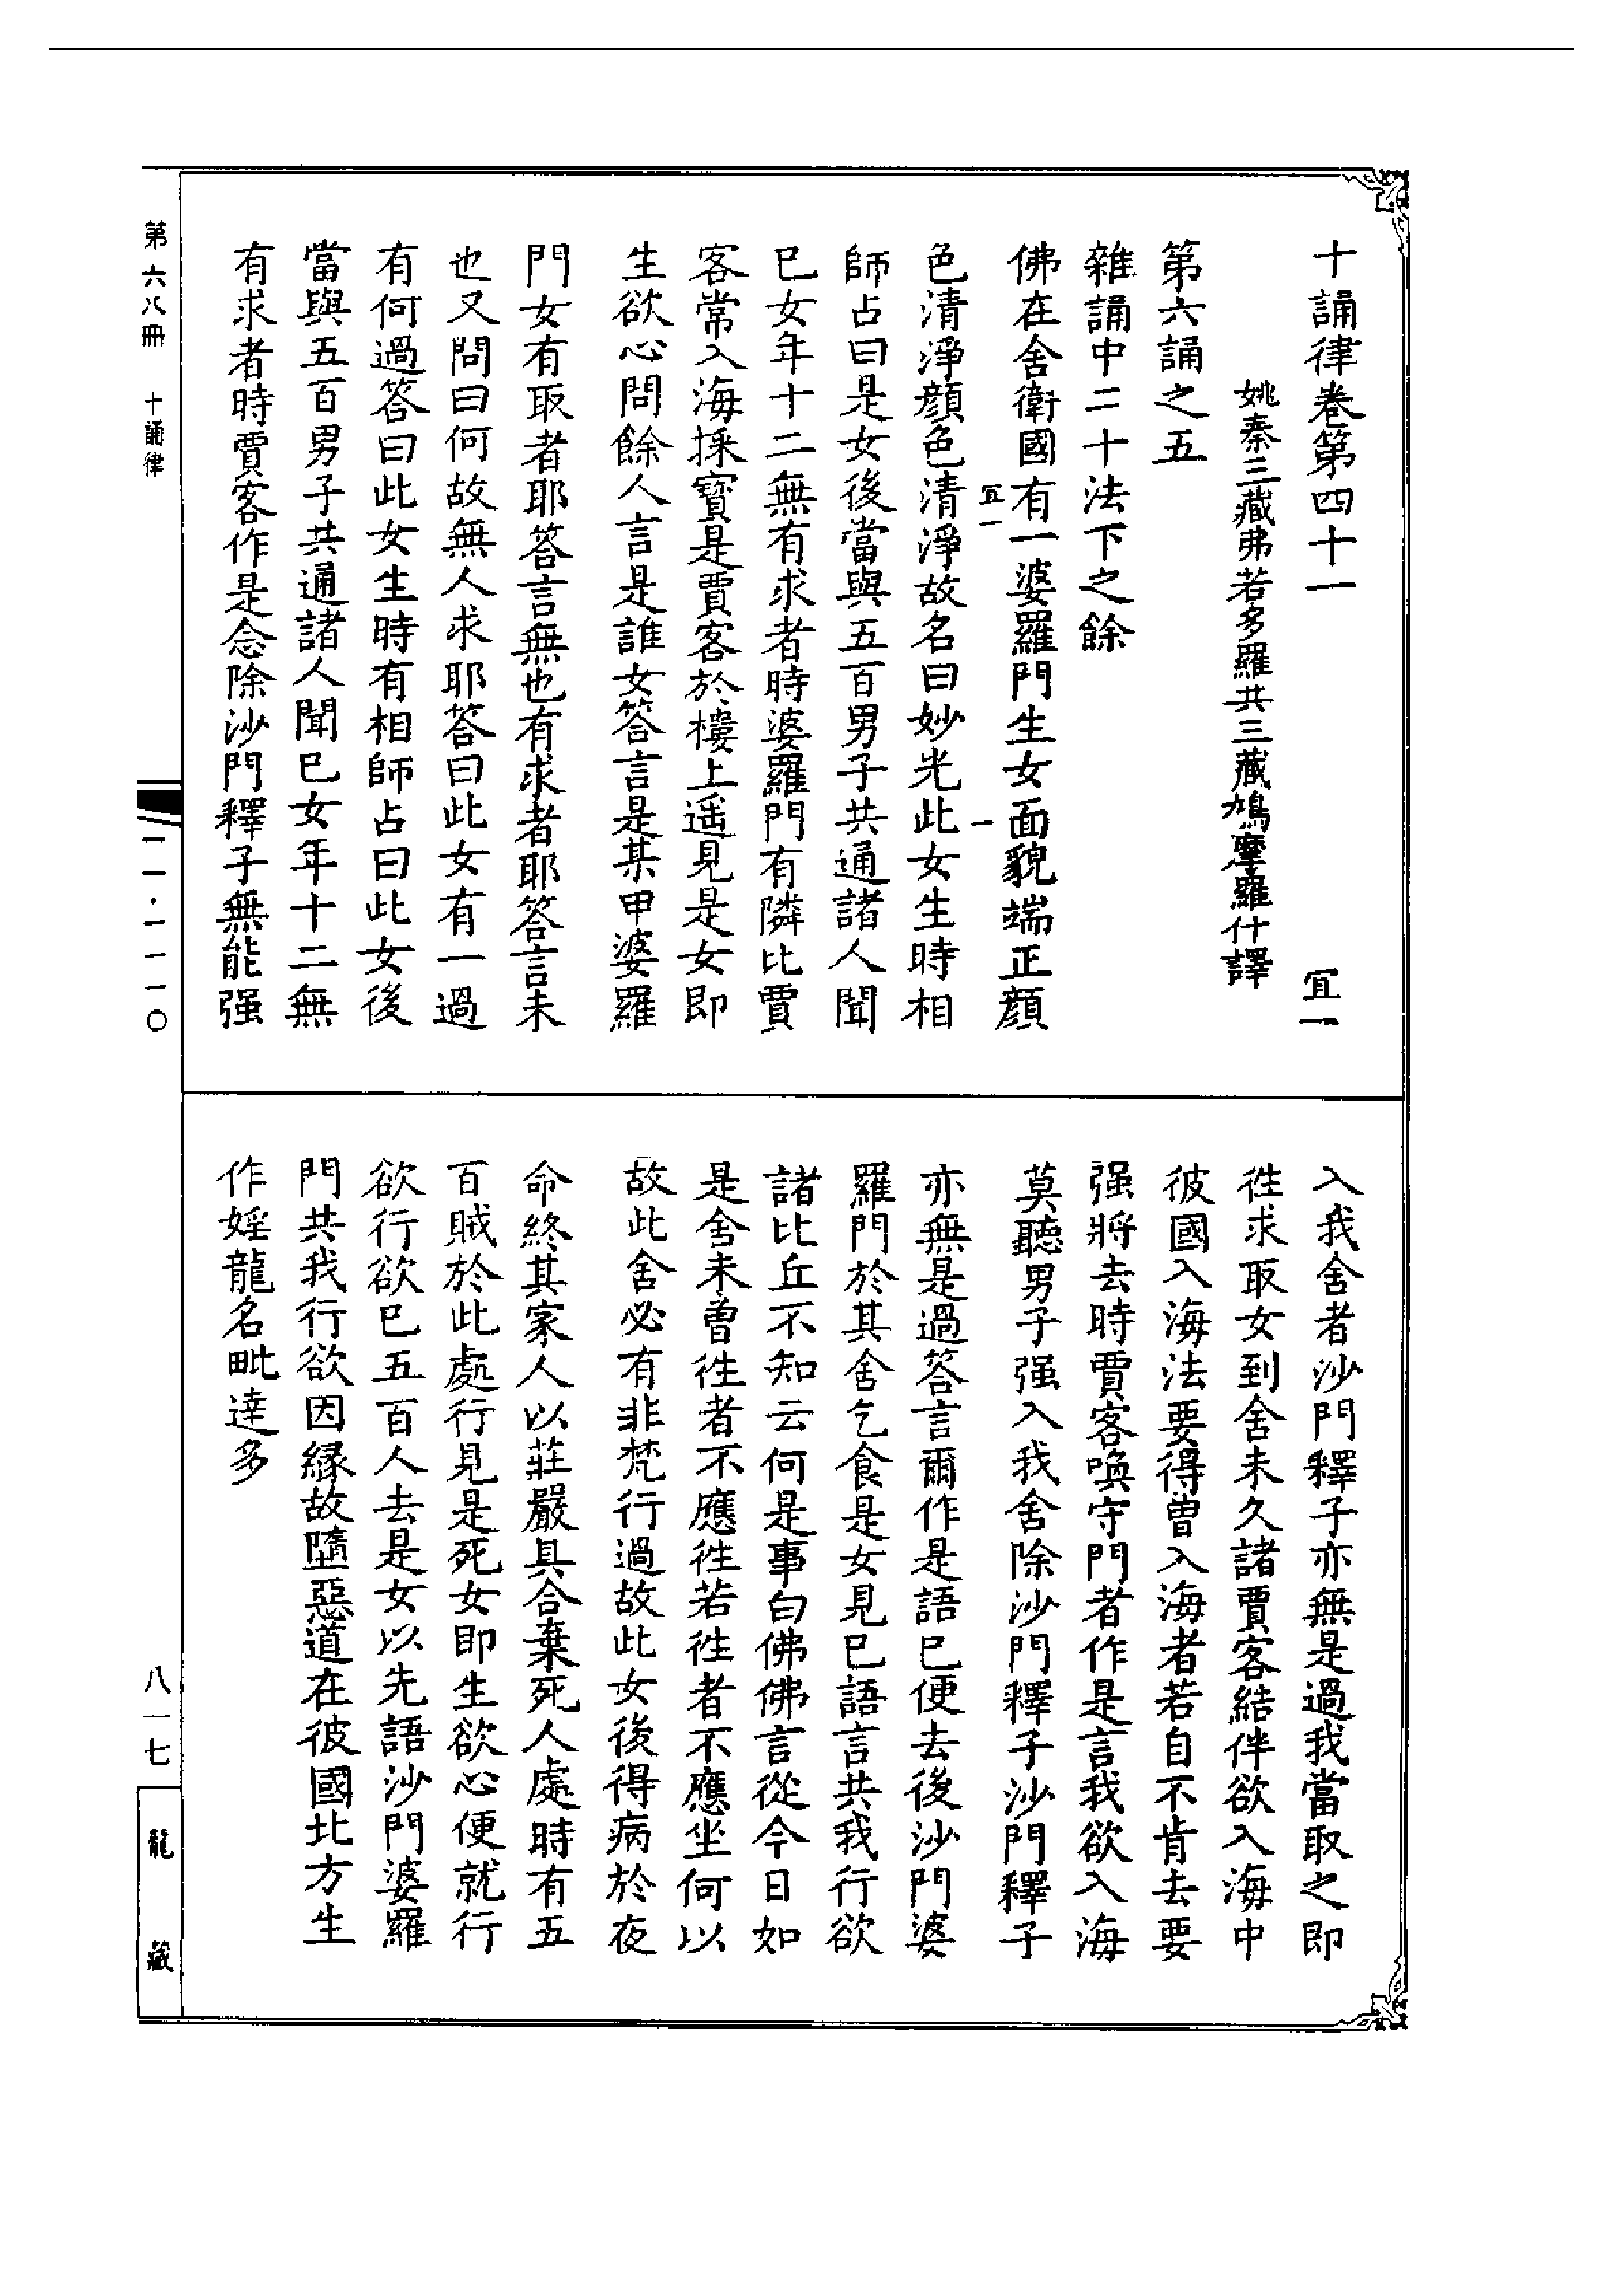 十誦律卷第四十一　宜一
姚秦三藏弗若多羅共三藏鳩摩羅什譯
第六誦之五
雜誦中二十法下之餘
佛在舍衛國有一婆羅門生女面貌端正顏
宜一　一
色清淨顏色清淨故名曰妙光此女生時相
師占曰是女後當與五百男子共通諸人聞
巳女年十二無有求者時婆羅門有隣比賈
客常入海採寶是賈客於樓上遥見是女即
生欲心問餘人言是誰女答言是某甲婆羅
門女有取者耶答言無也有求者耶答言未
也又問曰何故無人求耶答曰此女有一過
有何過答曰此女生時有相師占曰此女後
當與五百男子共通諸人聞巳女年十二無
有求者時賈客作是念除沙門釋子無能强
入我舍者沙門釋子亦無是過我當取之即
徃求取女到舍未久諸賈客結伴欲入海中
彼國入海法要得曽入海者若自不肯去要
强將去時賈客喚守門者作是言我欲入海
莫聽男子强入我舍除沙門釋子沙門釋子
亦無是過答言爾作是語巳便去後沙門婆
羅門於其舍乞食是女見巳語言共我行欲
諸比丘不知云何是事白佛佛言從今日如
是舍未曽徃者不應徃若徃者不應坐何以
故此舍必有非梵行過故此女後得病於夜
命終其家人以莊嚴具合棄死人處時有五
百賊於此處行見是死女即生欲心便就行
欲行欲巳五百人去是女以先語沙門婆羅
門共我行欲因緣故墮惡道在彼國北方生
作婬龍名毗達多
第六八冊　十誦律
二一·一一一〇
八一七
龍藏